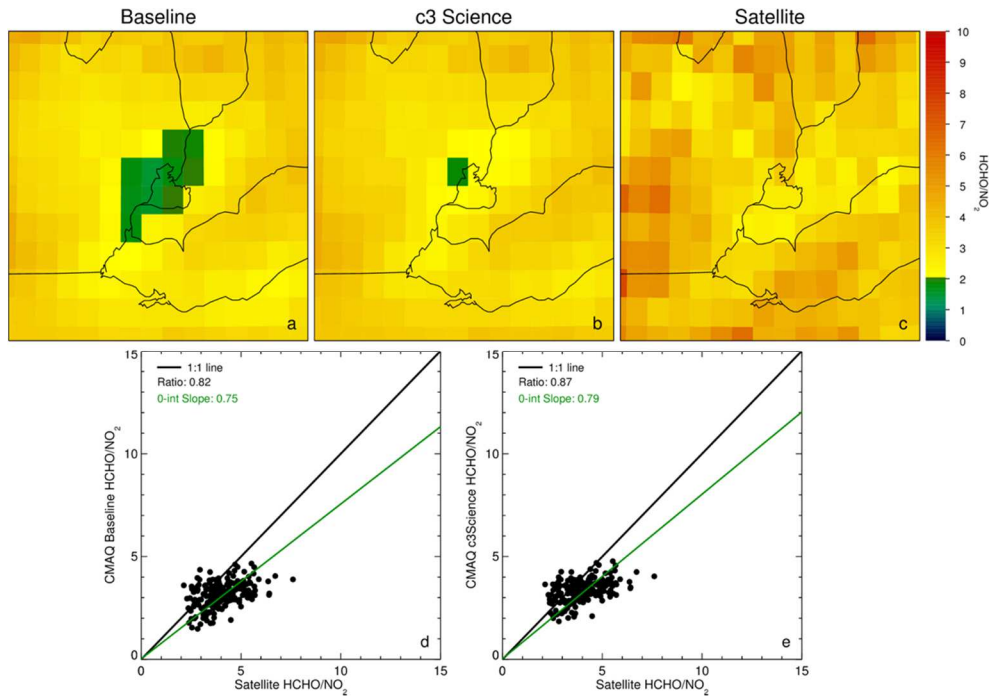 Baseline
c3 Science
Satellite
a
b
c
10
9
8
7
6
5
4
3
2
1
0
HCHO/NO₂
15
1:1 line
Ratio: 0.82
0-int Slope: 0.75
10
5
0
CMAQ Baseline HCHO/NO₂
d
0
5
10
15
Satellite HCHO/NO₂
15
1:1 line
Ratio: 0.87
0-int Slope: 0.79
10
5
0
CMAQ c3Science HCHO/NO₂
e
0
5
10
15
Satellite HCHO/NO₂